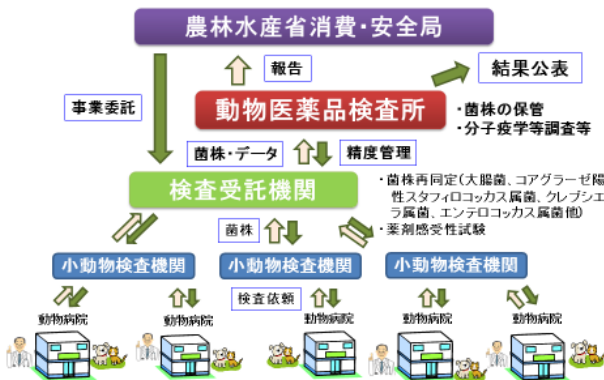 農林水産省消費・安全局
報告
結果公表
事業委託
動物医薬品検査所
・菌株の保管
・分子疫学等調査等
菌株・データ
精度管理
検査受託機関
・菌株再同定(大腸菌、コアグラーゼ陽
性スタフィロコッカス属菌、クレブシエ
ラ属菌、エンテロコッカス属菌他)
・薬剤感受性試験
菌株
小動物検査機関
小動物検査機関
小動物検査機関
検査依頼
動物病院
動物病院
動物病院
動物病院
動物病院